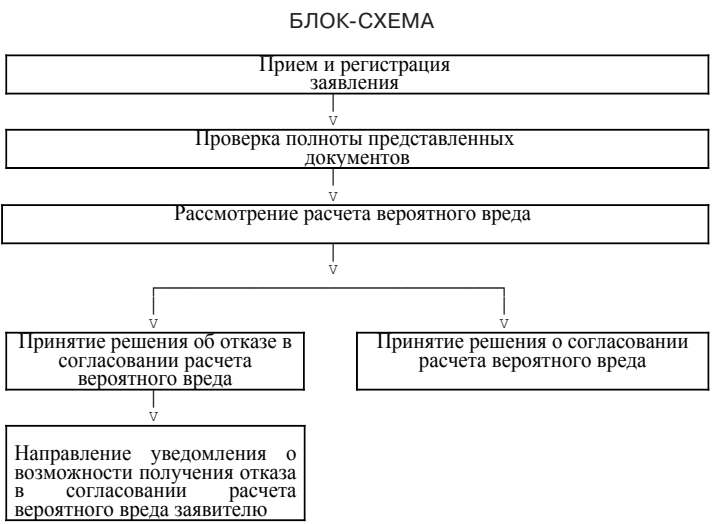 БЛОК-СХЕМА
Прием и регистрация
заявления
V
Проверка полноты представленных
документов
V
Рассмотрение расчета вероятного вреда
V
V
V
Принятие решения об отказе в
согласовании расчета
вероятного вреда
Принятие решения о согласовании
расчета вероятного вреда
V
Направление уведомления о
возможности получения отказа
в согласовании расчета
вероятного вреда заявителю